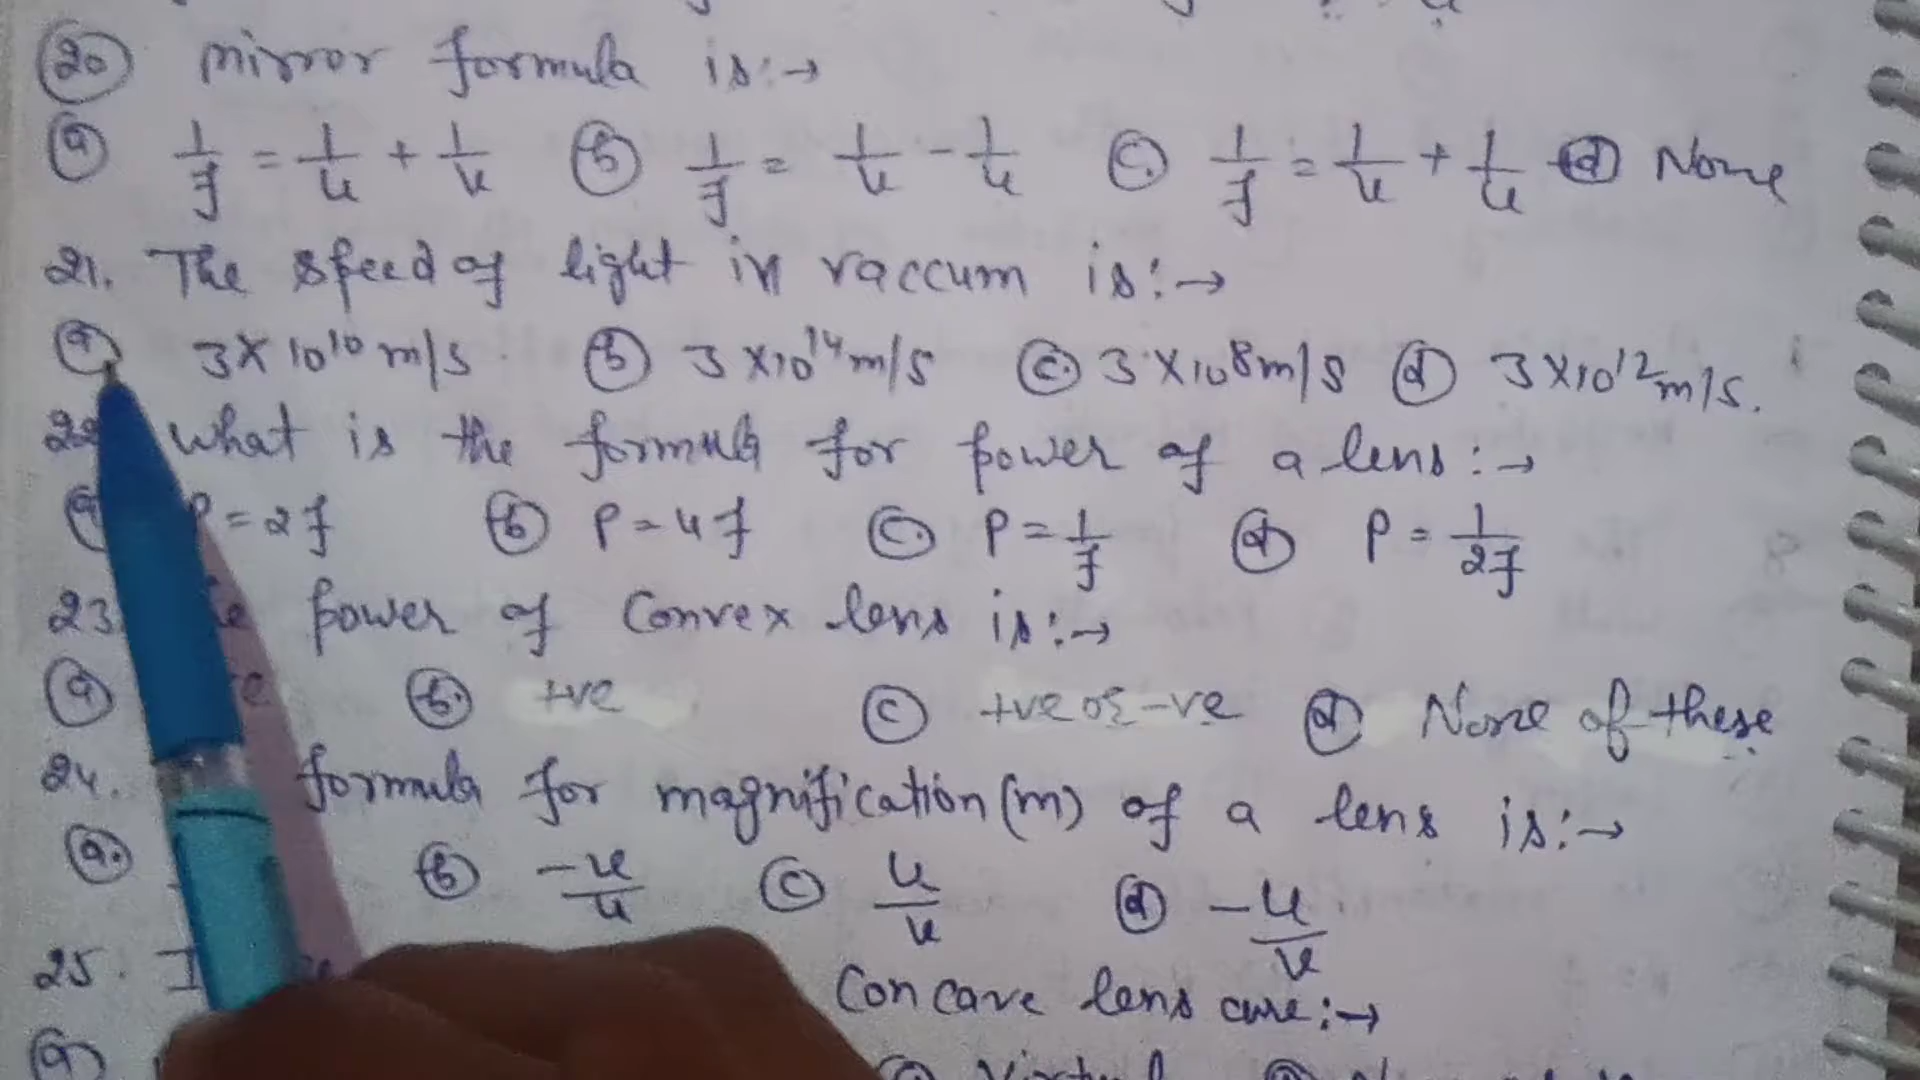 20 mirror formula is:→
a 1/f = 1/u + 1/v b 1/f = 1/v - 1/u c. 1/f = 1/v + 1/u d None
21. The speed of light in vaccum is:→
a 3×10¹⁰ m/s b 3×10¹⁴ m/s c. 3×10⁸ m/s d 3×10¹² m/s.
22 what is the formula for power of a lens:→
a P = 2f b P = 4f c. P = 1/f d P = 1/2f
23. power of Convex lens is:→
a b. +ve c +ve or -ve d None of these
24. formula for magnification (m) of a lens is:→
a. b -v/u c u/v d -u/v
25. Concave lens are:→
a Virtual